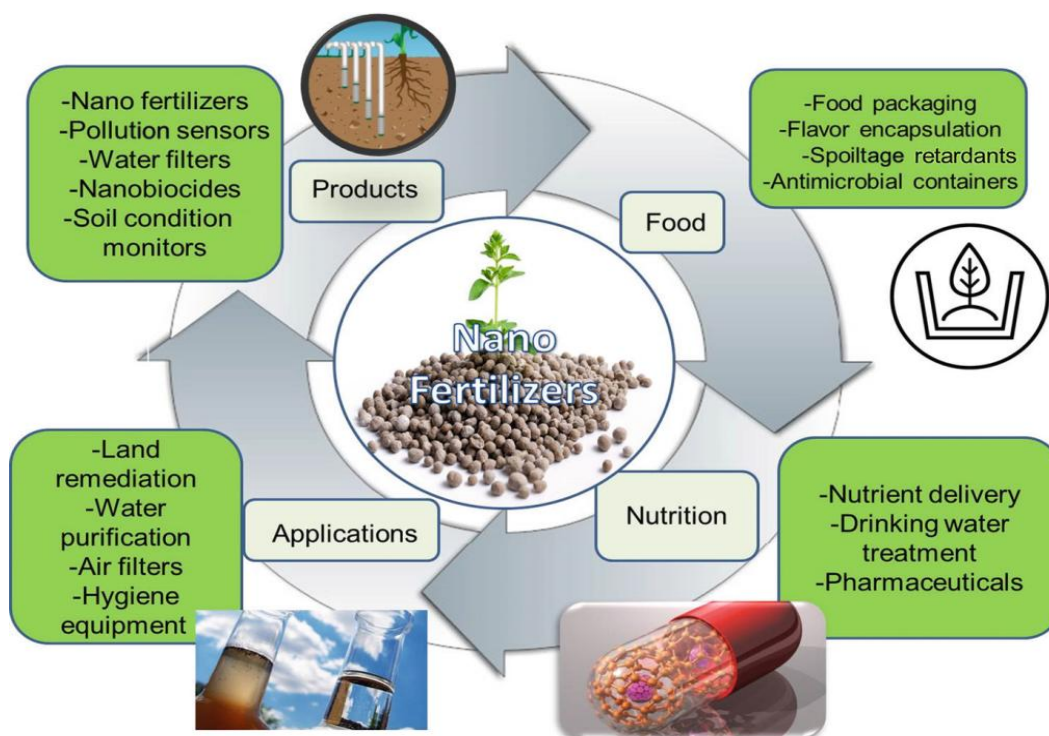 -Nano fertilizers
-Pollution sensors
-Water filters
-Nanobiocides
-Soil condition
monitors
Products
-Food packaging
-Flavor encapsulation
-Spoiltage retardants
-Antimicrobial containers
Food
Nano
Fertilizers
-Land
remediation
-Water
purification
-Air filters
-Hygiene
equipment
Applications
Nutrition
-Nutrient delivery
-Drinking water
treatment
-Pharmaceuticals